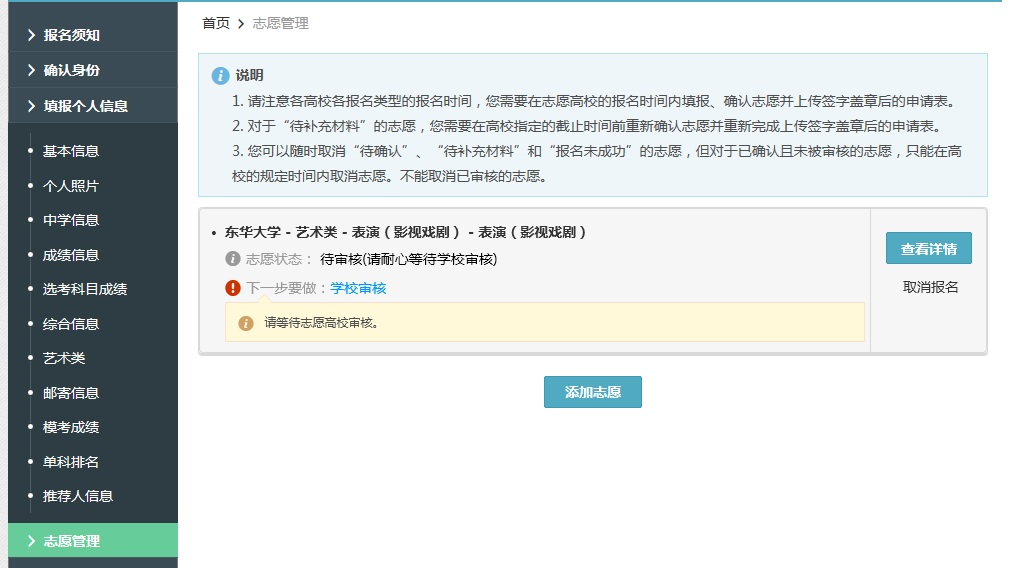 报名须知
确认身份
填报个人信息
基本信息
个人照片
中学信息
成绩信息
选考科目成绩
综合信息
艺术类
邮寄信息
模考成绩
单科排名
推荐人信息
志愿管理
首页 > 志愿管理
说明
1. 请注意各高校各报名类型的报名时间，您需要在志愿高校的报名时间内填报、确认志愿并上传签字盖章后的申请表。
2. 对于“待补充材料”的志愿，您需要在高校指定的截止时间前重新确认志愿并重新完成上传签字盖章后的申请表。
3. 您可以随时取消“待确认”、“待补充材料”和“报名未成功”的志愿，但对于已确认且未被审核的志愿，只能在高
校的规定时间内取消志愿。不能取消已审核的志愿。
• 东华大学 - 艺术类 - 表演（影视戏剧） - 表演（影视戏剧）
志愿状态： 待审核(请耐心等待学校审核)
下一步要做：学校审核
请等待志愿高校审核。
查看详情
取消报名
添加志愿